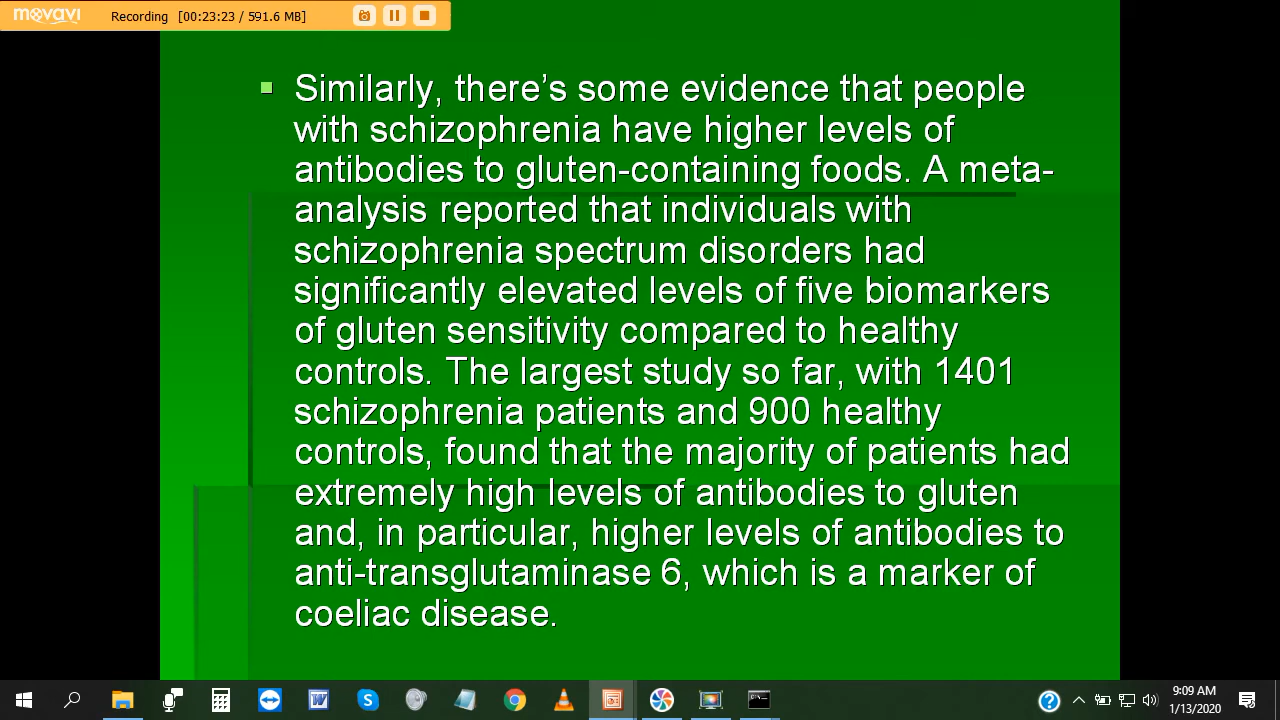 movavi
Recording [00:23:23 / 591.6 MB]
Similarly, there's some evidence that people
with schizophrenia have higher levels of
antibodies to gluten-containing foods. A meta-
analysis reported that individuals with
schizophrenia spectrum disorders had
significantly elevated levels of five biomarkers
of gluten sensitivity compared to healthy
controls. The largest study so far, with 1401
schizophrenia patients and 900 healthy
controls, found that the majority of patients had
extremely high levels of antibodies to gluten
and, in particular, higher levels of antibodies to
anti-transglutaminase 6, which is a marker of
coeliac disease.
9:09 AM
1/13/2020